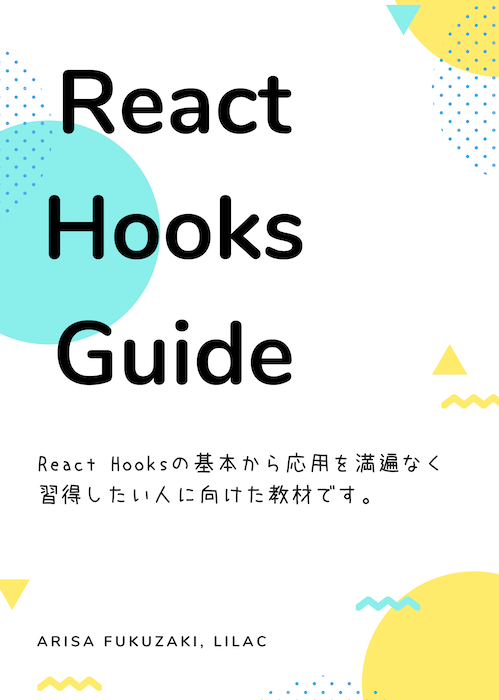 React
Hooks
Guide
React Hooksの基本から応用を満遍なく
習得したい人に向けた教材です。
ARISA FUKUZAKI, LILAC